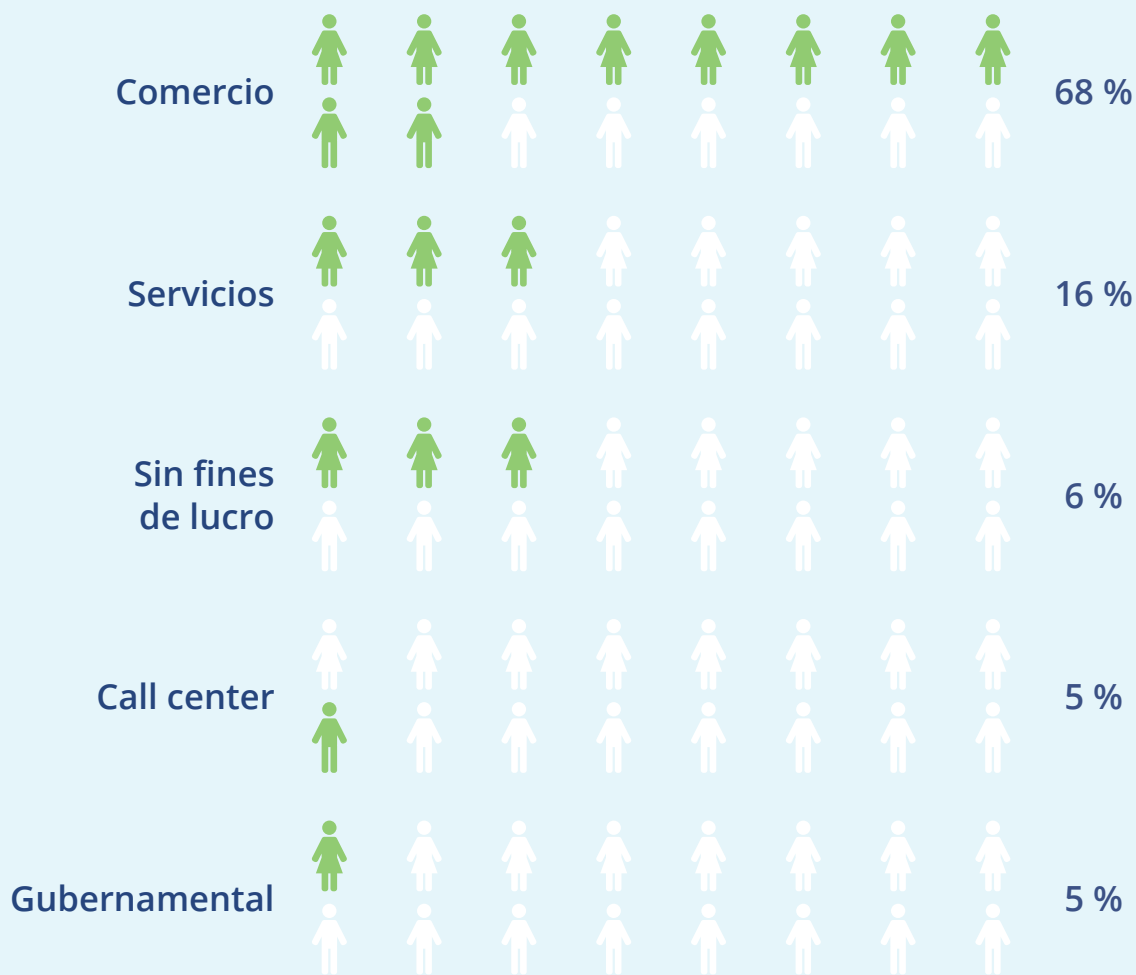 Comercio
68 %
Servicios
16 %
Sin fines
de lucro
6 %
Call center
5 %
Gubernamental
5 %